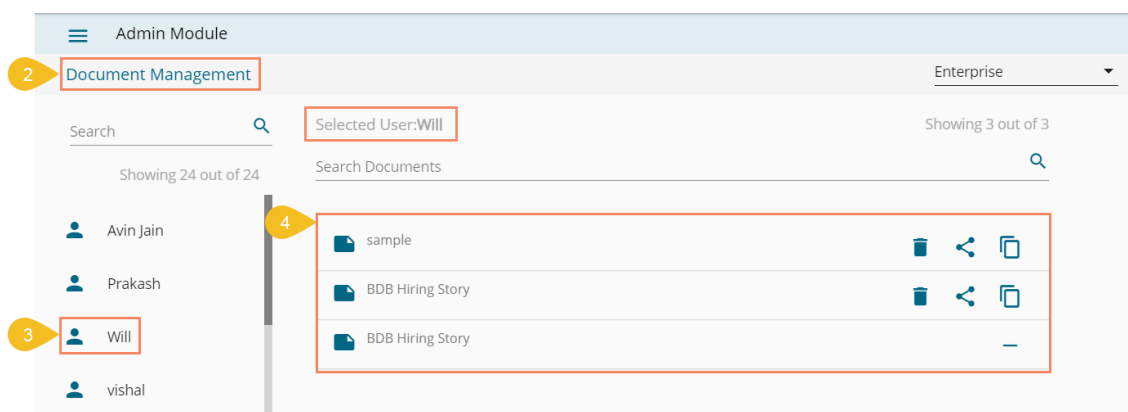 Admin Module
2
Document Management
Enterprise
Search
Selected User:Will
Showing 3 out of 3
Showing 24 out of 24
Search Documents
4
Avin Jain
sample
Prakash
BDB Hiring Story
3
Will
BDB Hiring Story
vishal